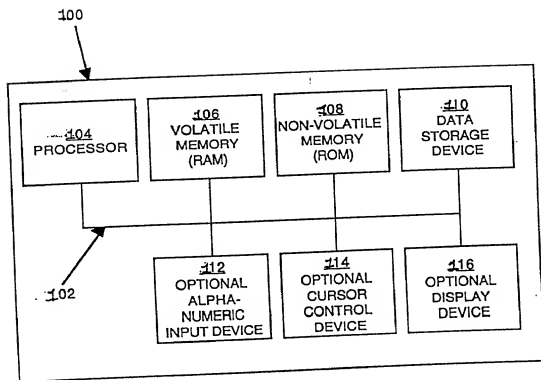 100
104
PROCESSOR
106
VOLATILE
MEMORY
(RAM)
108
NON-VOLATILE
MEMORY
(ROM)
110
DATA
STORAGE
DEVICE
102
112
OPTIONAL
ALPHA-
NUMERIC
INPUT DEVICE
114
OPTIONAL
CURSOR
CONTROL
DEVICE
116
OPTIONAL
DISPLAY
DEVICE